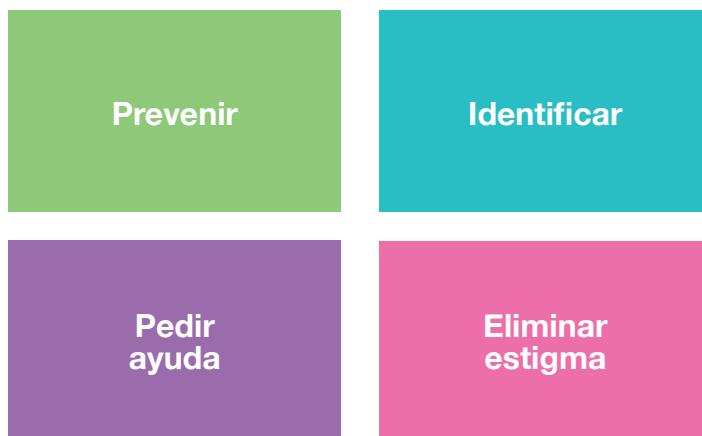 Prevenir
Identificar
Pedir
ayuda
Eliminar
estigma